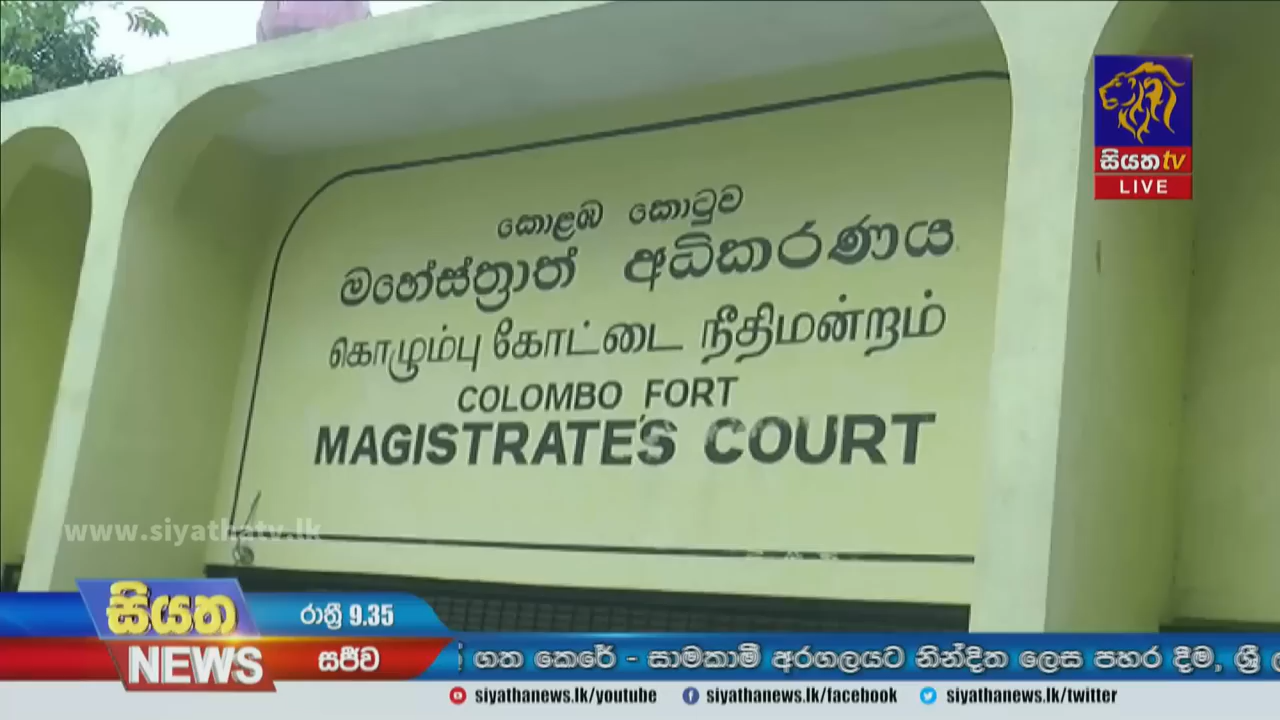 සියත tv
LIVE
කොළඹ කොටුව
මහේස්ත්‍රාත් අධිකරණය
கொழும்பு கோட்டை நீதிமன்றம்
COLOMBO FORT
MAGISTRATE'S COURT
www.siyathatv.lk
සියත
NEWS
රාත්‍රී 9.35
සජීව
ගත කෙරේ - සාමකාමී අරගලයට නින්දිත ලෙස පහර දීම, ශ්‍රී
siyathanews.lk/youtube
siyathanews.lk/facebook
siyathanews.lk/twitter